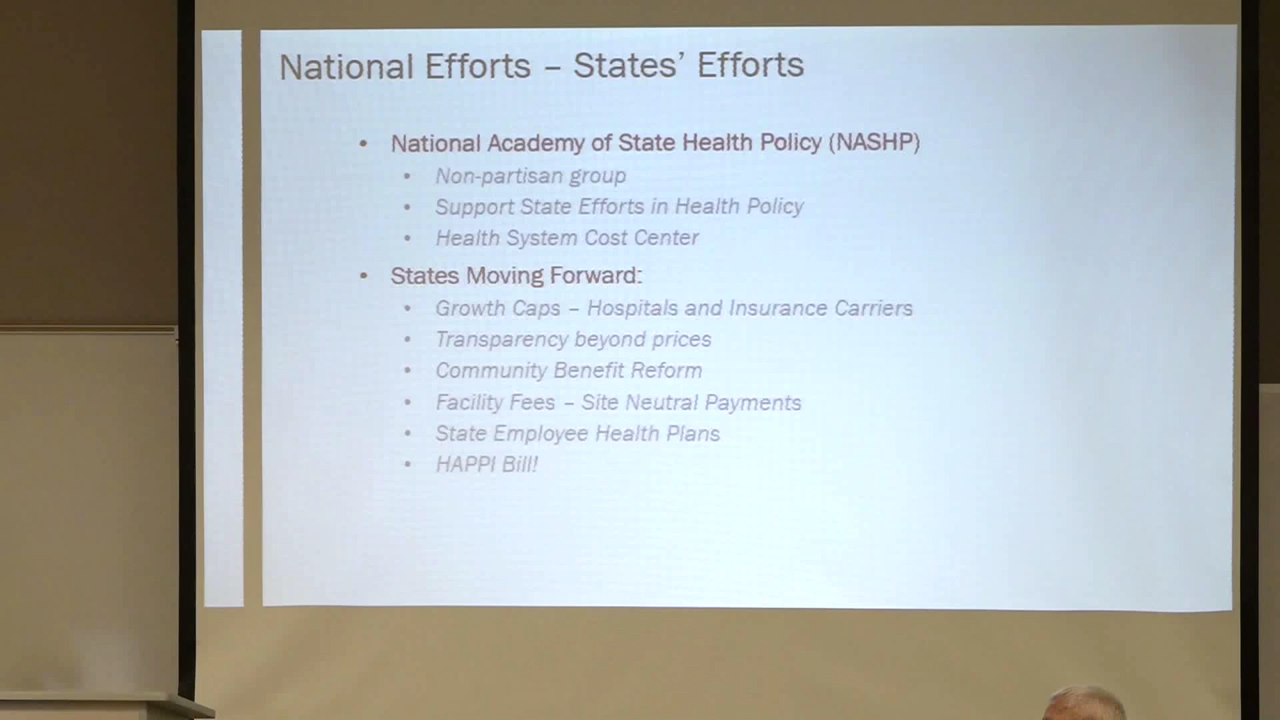 National Efforts – States’ Efforts
• National Academy of State Health Policy (NASHP)
• Non-partisan group
• Support State Efforts in Health Policy
• Health System Cost Center
• States Moving Forward:
• Growth Caps – Hospitals and Insurance Carriers
• Transparency beyond prices
• Community Benefit Reform
• Facility Fees – Site Neutral Payments
• State Employee Health Plans
• HAPPI Bill!